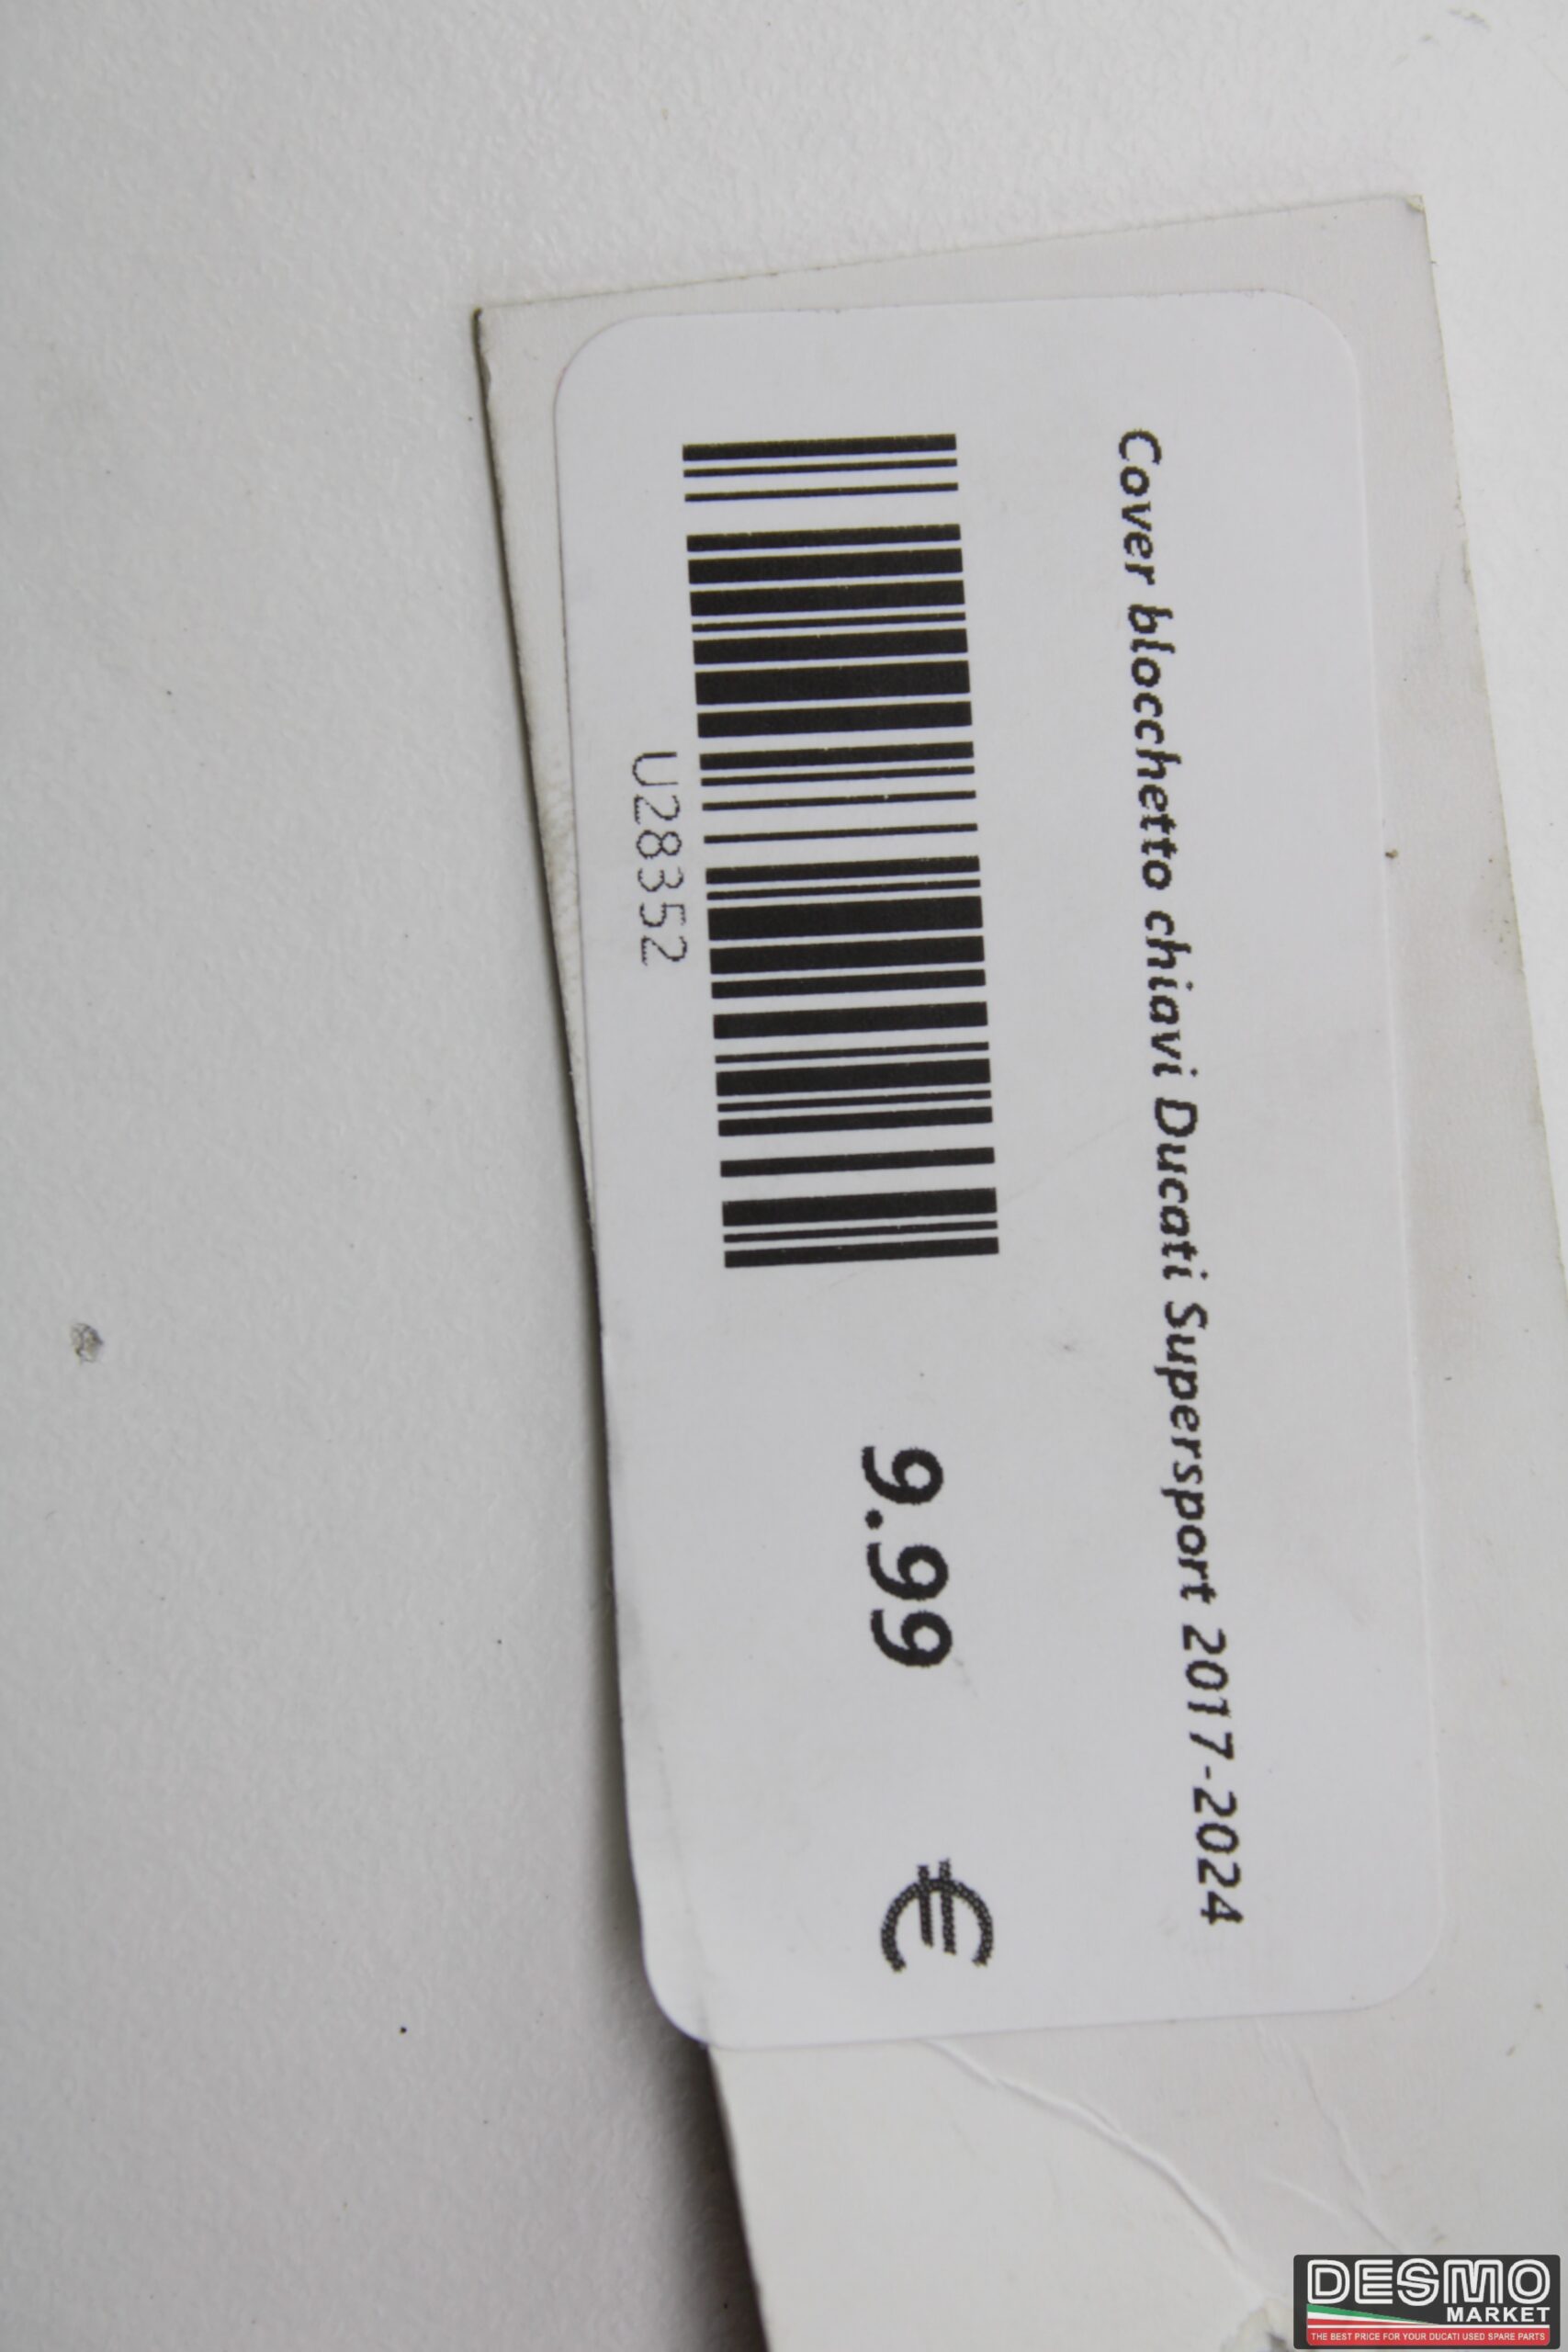 Cover blocchetto chiavi Ducati Supersport 2017-2024
9.99 €
U28352
DESMO
MARKET
THE BEST PRICE FOR YOUR DUCATI USED SPARE PARTS